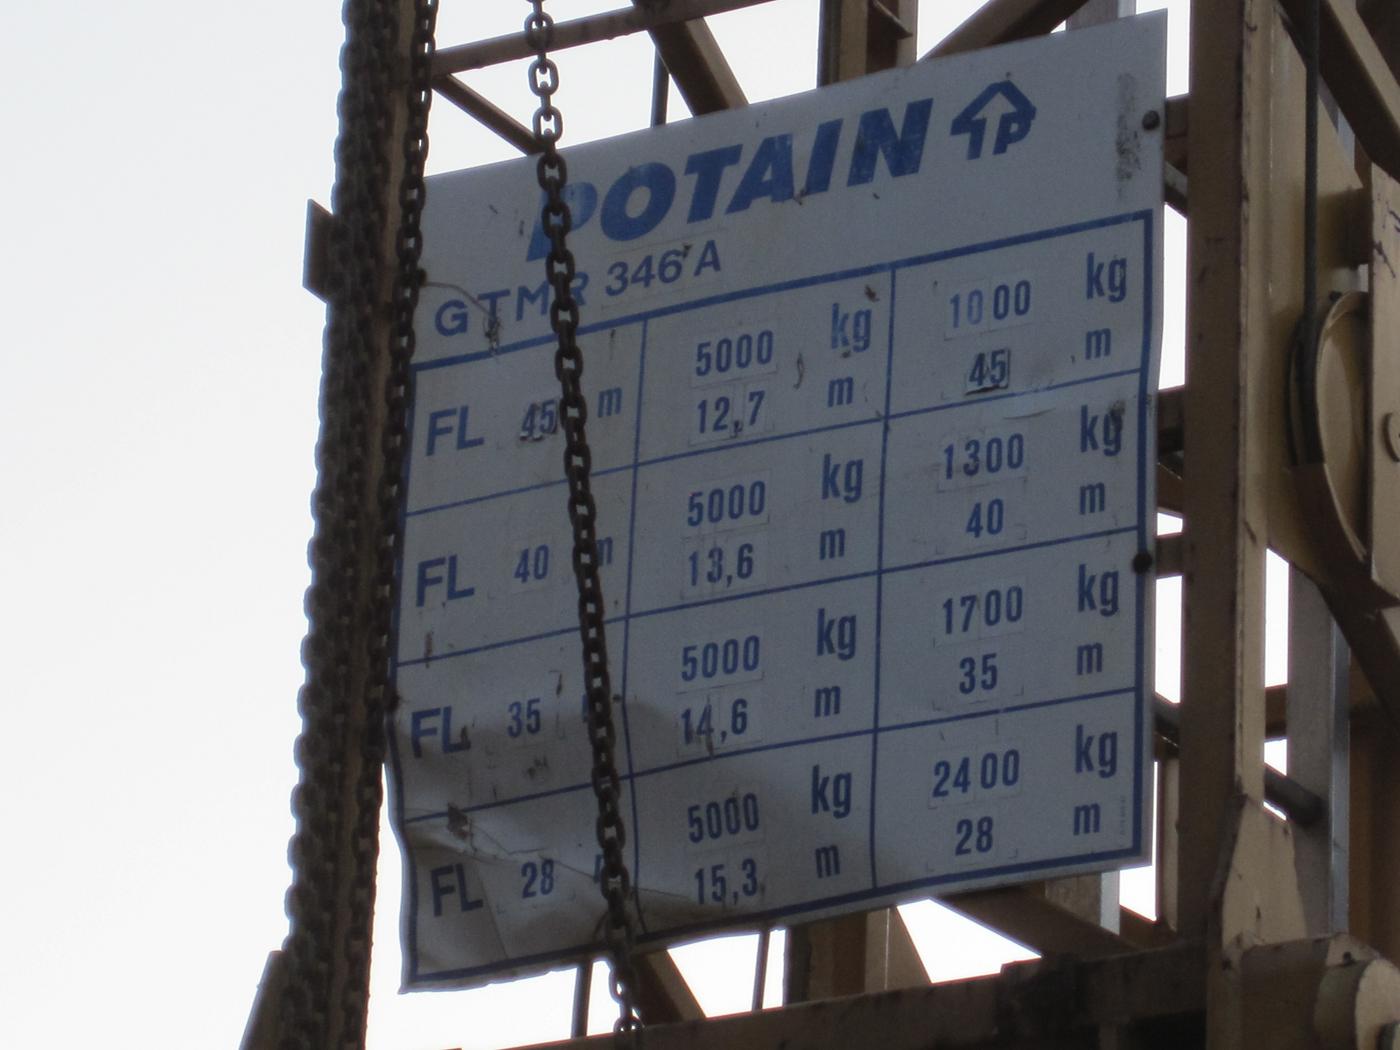 POTAIN
GTMR 346 A
FL 45 m 5000 kg 1000 kg
12,7 m 45 m
FL 40 m 5000 kg 1300 kg
13,6 m 40 m
FL 35 5000 kg 1700 kg
14,6 m 35 m
FL 28 5000 kg 2400 kg
15,3 m 28 m